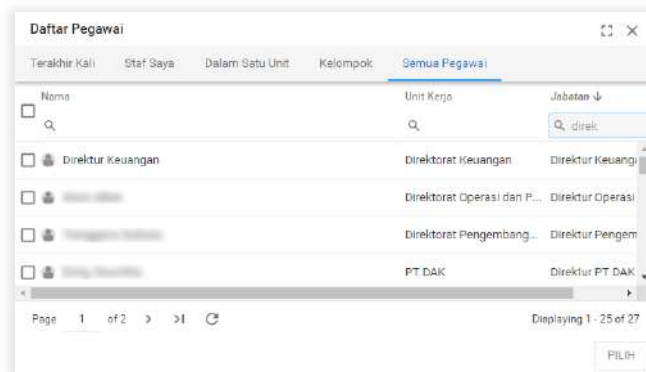 Daftar Pegawai
Terakhir Kali Staf Saya Dalam Satu Unit Kelompok Semua Pegawai
Nama Unit Kerja Jabatan ↓
direk
Direktur Keuangan Direktorat Keuangan Direktur Keuang
Direktorat Operasi dan P... Direktur Operasi
Direktorat Pengembang... Direktur Pengem
PT DAK Direktur PT DAK
Page 1 of 2 > >| Displaying 1 - 25 of 27
PILIH